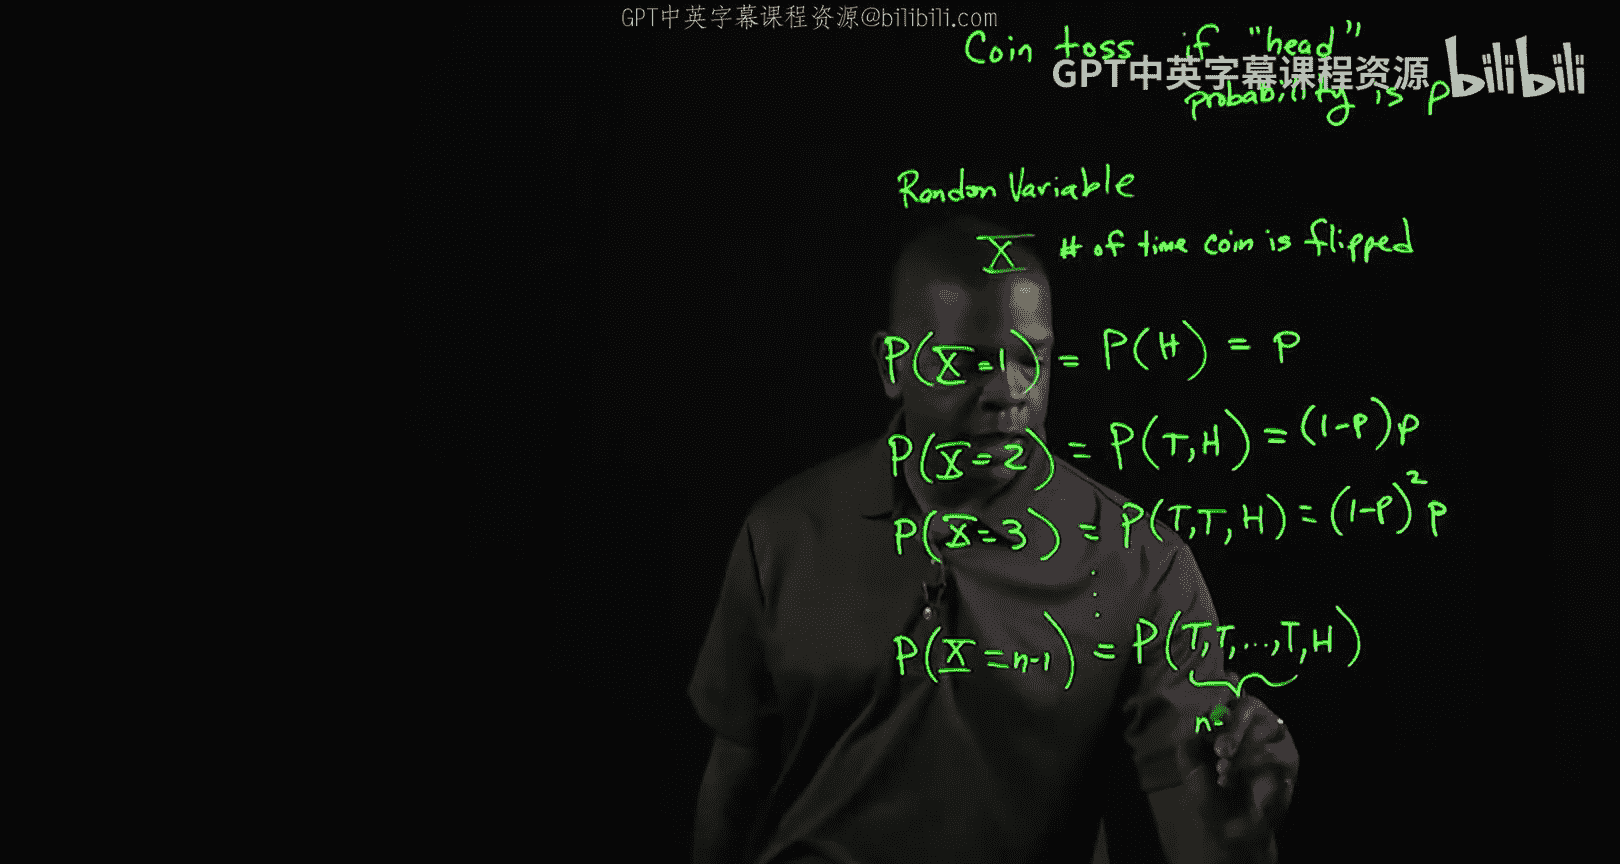 GPT中英字幕课程资源@bilibili.com
Coin toss if "head"
GPT中英字幕课程资源 bilibili
probability is p
Random Variable
X # of time coin is flipped
P(X=1) = P(H) = p
P(X=2) = P(T,H) = (1-p)p
P(X=3) = P(T,T,H) = (1-p)²p
⋮
P(X=n-1) = P(T,T,...,T,H)
n-